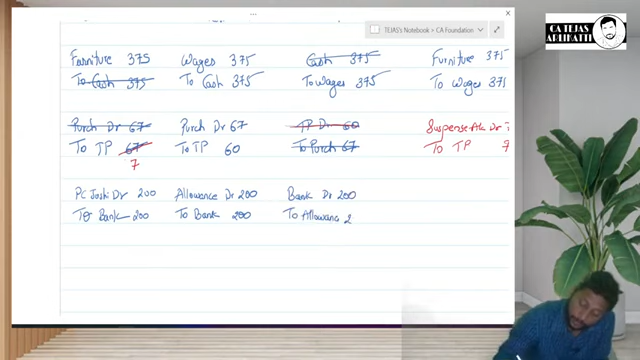 TEJAS's Notebook > CA Foundation
CA TEJAS
ARLIKATTI
Furniture 375 Wages 375 Cash 375 Furniture 375
To Cash 375 To Cash 375 To Wages 375 To Wages 375
Purch Dr 67 Purch Dr 67 TP Dr 60 Suspense A/c Dr 7
To TP 67 To TP 60 To Purch 67 To TP 7
7
PC Joshi Dr 200 Allowance Dr 200 Bank Dr 200
To Bank 200 To Bank 200 To Allowanc 2